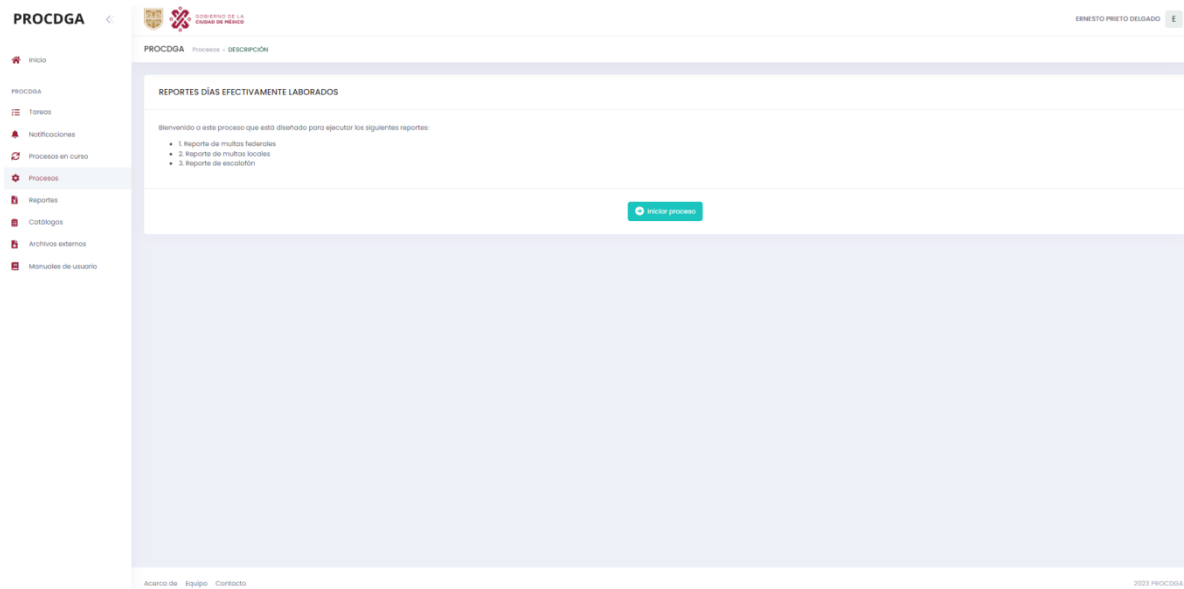 PROCDGA
GOBIERNO DE LA
CIUDAD DE MÉXICO
ERNESTO PRIETO DELGADO
E
PROCDGA Procesos - DESCRIPCIÓN
Inicio
PROCDGA
Tareas
Notificaciones
Procesos en curso
Procesos
Reportes
Catálogos
Archivos externos
Manuales de usuario
REPORTES DÍAS EFECTIVAMENTE LABORADOS
Bienvenido a este proceso que está diseñado para ejecutar los siguientes reportes:
• 1. Reporte de multas federales
• 2. Reporte de multas locales
• 3. Reporte de escalafón
Iniciar proceso
Acerca de Equipo Contacto
2023 PROCDGA